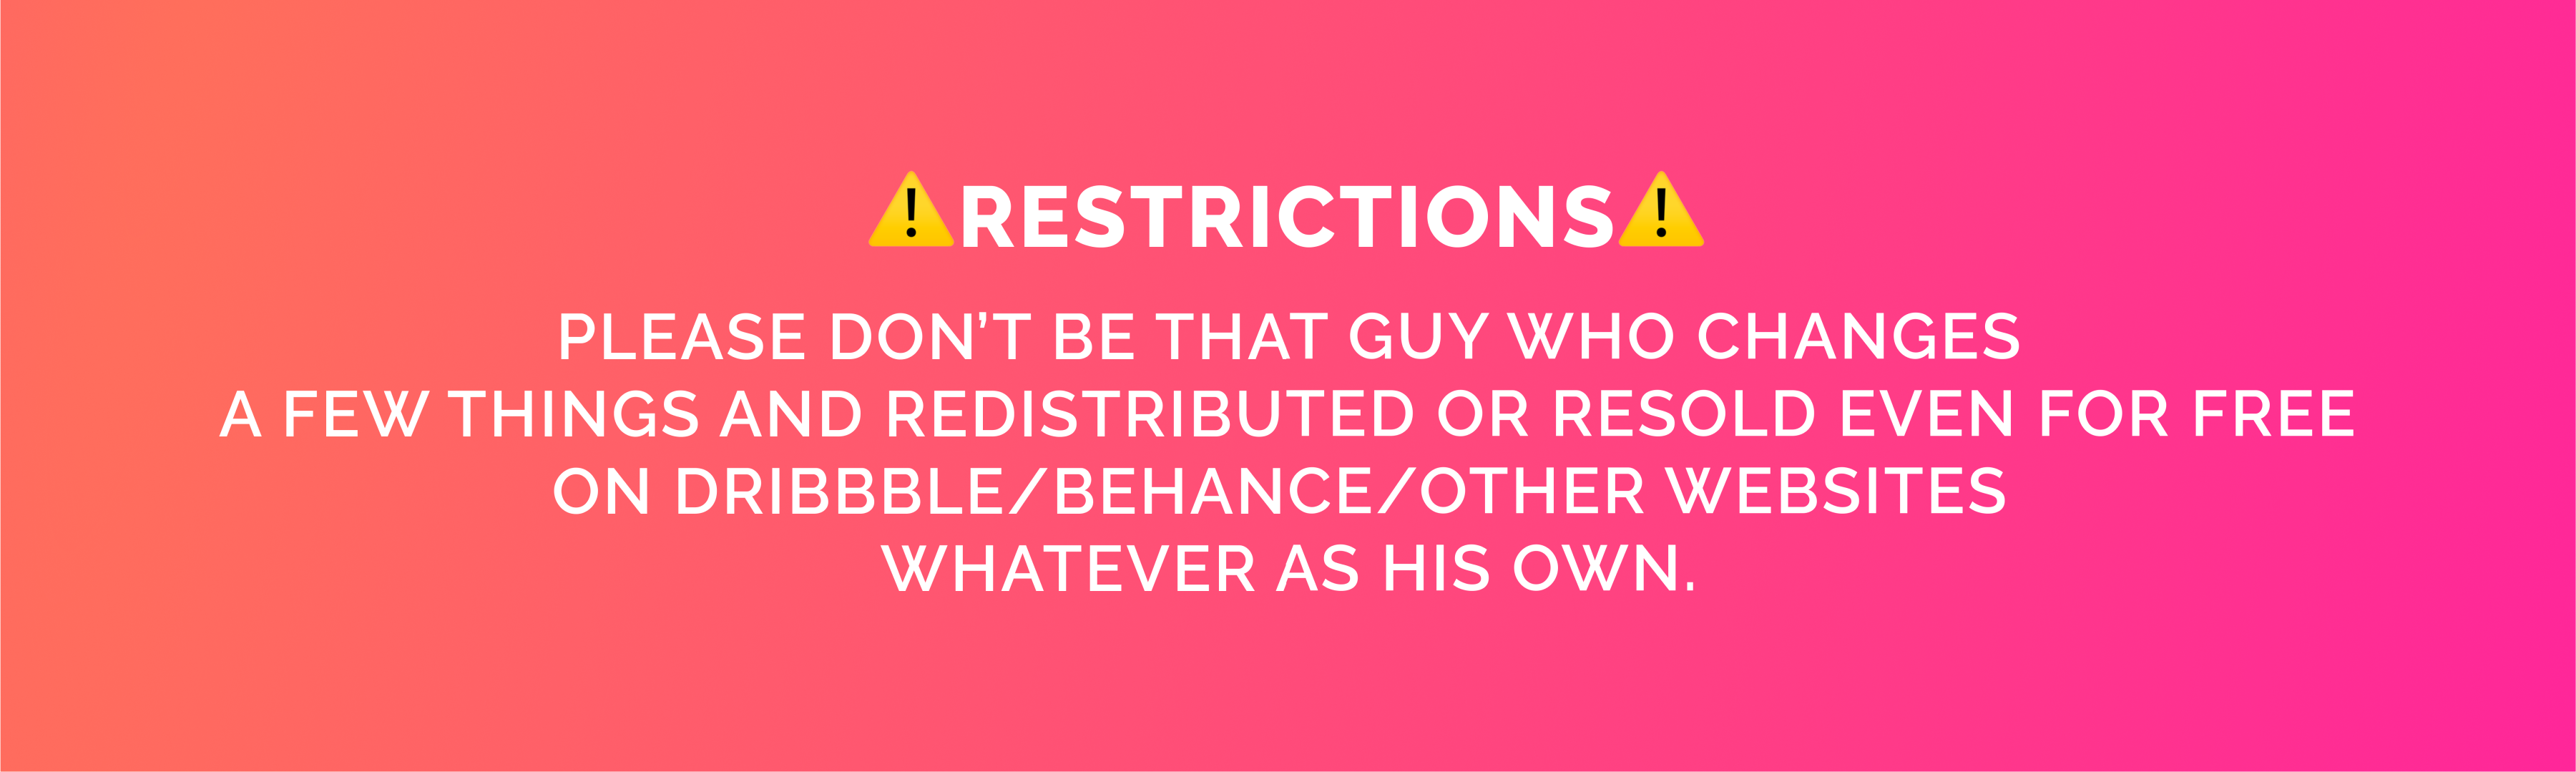 ⚠️RESTRICTIONS⚠️
PLEASE DON’T BE THAT GUY WHO CHANGES
A FEW THINGS AND REDISTRIBUTED OR RESOLD EVEN FOR FREE
ON DRIBBBLE/BEHANCE/OTHER WEBSITES
WHATEVER AS HIS OWN.